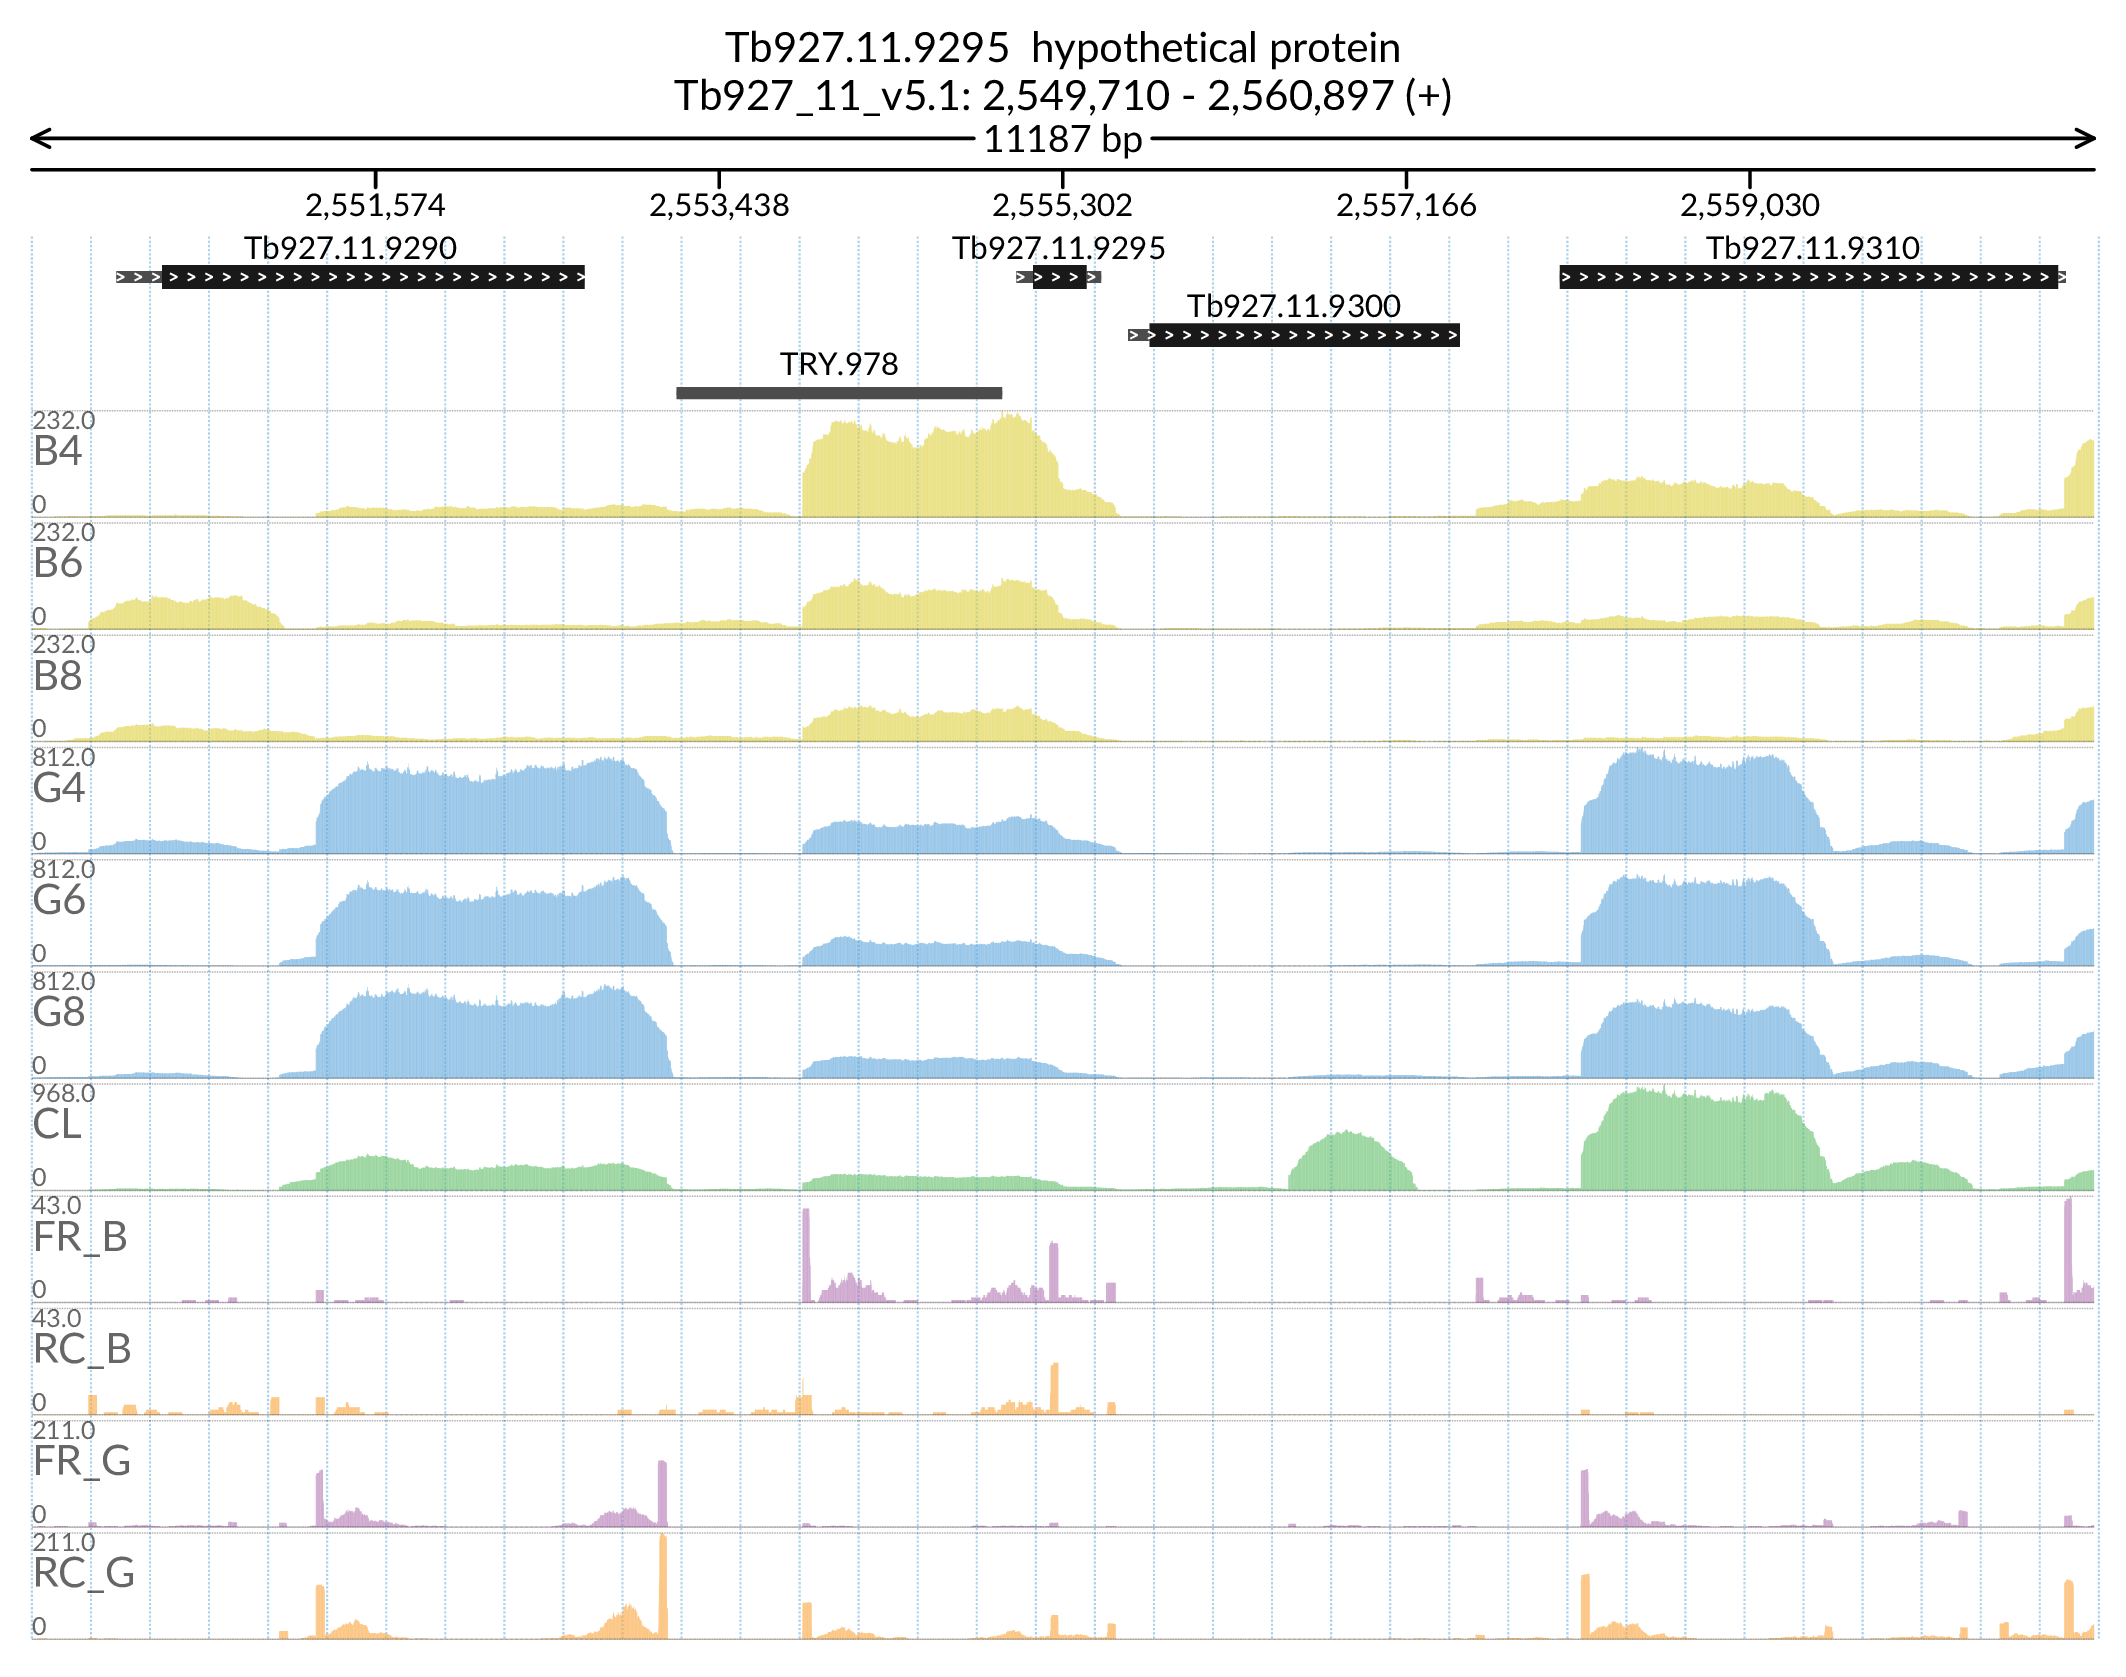 Tb927.11.9295  hypothetical protein
Tb927_11_v5.1: 2,549,710 - 2,560,897 (+)
11187 bp
2,551,574 2,553,438 2,555,302 2,557,166 2,559,030
Tb927.11.9290 Tb927.11.9295 Tb927.11.9310
Tb927.11.9300
TRY.978
232.0
B4
0
232.0
B6
0
232.0
B8
0
812.0
G4
0
812.0
G6
0
812.0
G8
0
968.0
CL
0
43.0
FR_B
0
43.0
RC_B
0
211.0
FR_G
0
211.0
RC_G
0